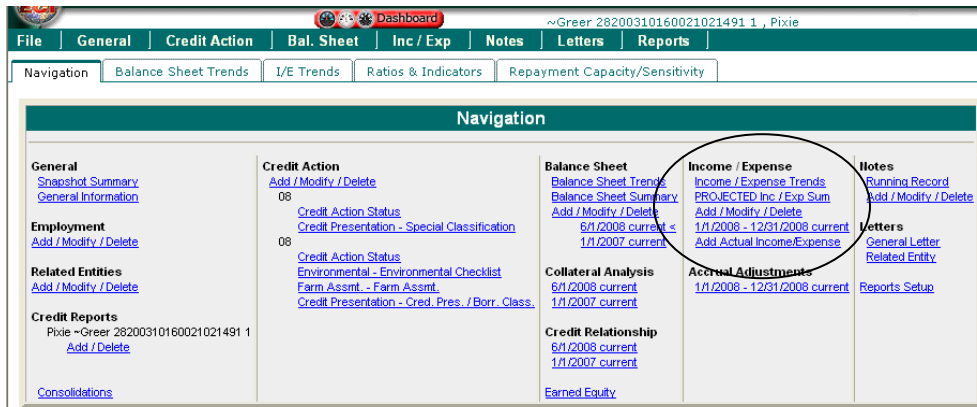 ECI
Dashboard
~Greer 28200310160021021491 1 , Pixie
File General Credit Action Bal. Sheet Inc / Exp Notes Letters Reports
Navigation Balance Sheet Trends I/E Trends Ratios & Indicators Repayment Capacity/Sensitivity
Navigation
General
Snapshot Summary
General Information
Employment
Add / Modify / Delete
Related Entities
Add / Modify / Delete
Credit Reports
Pixie ~Greer 28200310160021021491 1
Add / Delete
Consolidations
Credit Action
Add / Modify / Delete
08
Credit Action Status
Credit Presentation - Special Classification
08
Credit Action Status
Environmental - Environmental Checklist
Farm Assmt. - Farm Assmt.
Credit Presentation - Cred. Pres. / Borr. Class.
Balance Sheet
Balance Sheet Trends
Balance Sheet Summary
Add / Modify / Delete
6/1/2008 current <
1/1/2007 current
Collateral Analysis
6/1/2008 current
1/1/2007 current
Credit Relationship
6/1/2008 current
1/1/2007 current
Earned Equity
Income / Expense
Income / Expense Trends
PROJECTED Inc / Exp Sum
Add / Modify / Delete
1/1/2008 - 12/31/2008 current
Add Actual Income/Expense
Accrual Adjustments
1/1/2008 - 12/31/2008 current
Notes
Running Record
Add / Modify / Delete
Letters
General Letter
Related Entity
Reports Setup